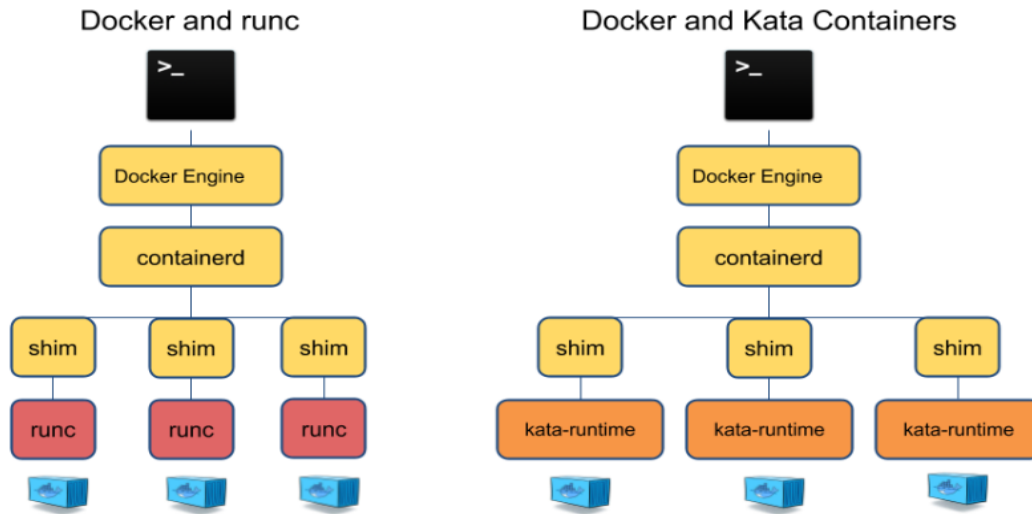 Docker and runc
>_
Docker Engine
containerd
shim
shim
shim
runc
runc
runc
Docker and Kata Containers
>_
Docker Engine
containerd
shim
shim
shim
kata-runtime
kata-runtime
kata-runtime